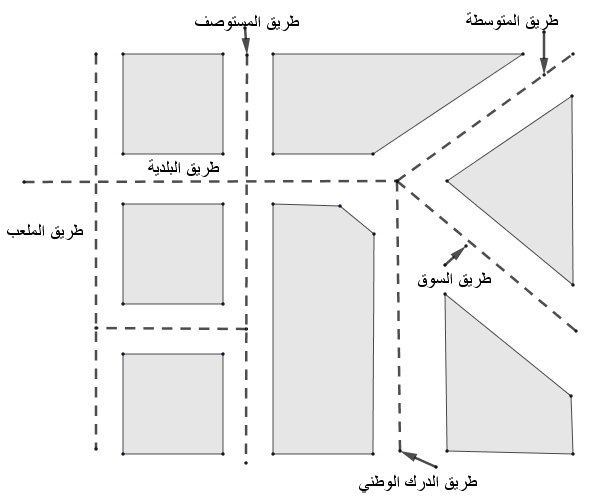 طريق المتوسطة
طريق المستوصف
طريق البلدية
طريق الملعب
طريق السوق
طريق الدرك الوطني